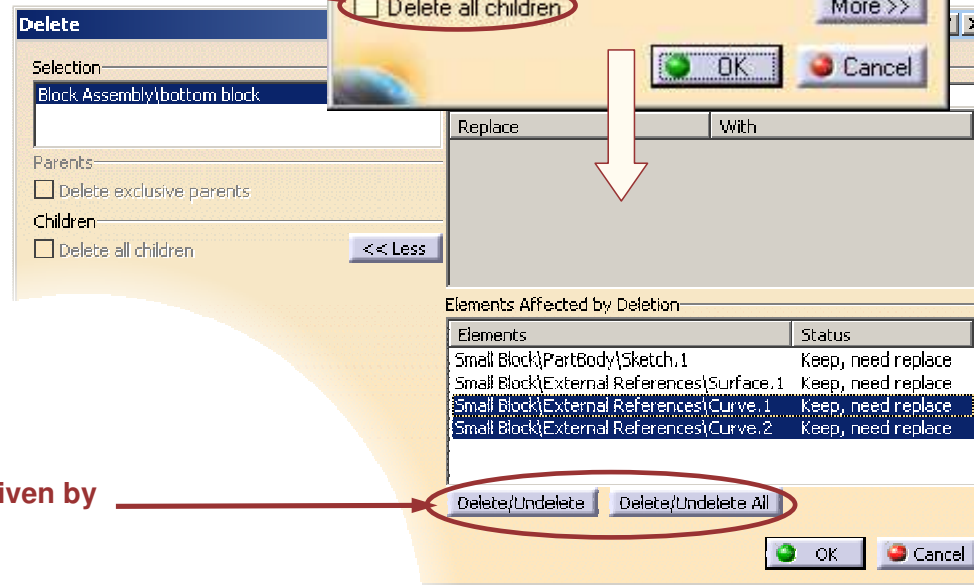 Delete all children
More >>
OK
Cancel
Delete
Selection
Block Assembly\bottom block
Parents
Delete exclusive parents
Children
Delete all children
<< Less
Replace With
Elements Affected by Deletion
Elements Status
Small Block\PartBody\Sketch.1 Keep, need replace
Small Block\External References\Surface.1 Keep, need replace
Small Block\External References\Curve.1 Keep, need replace
Small Block\External References\Curve.2 Keep, need replace
iven by
Delete/Undelete
Delete/Undelete All
OK
Cancel